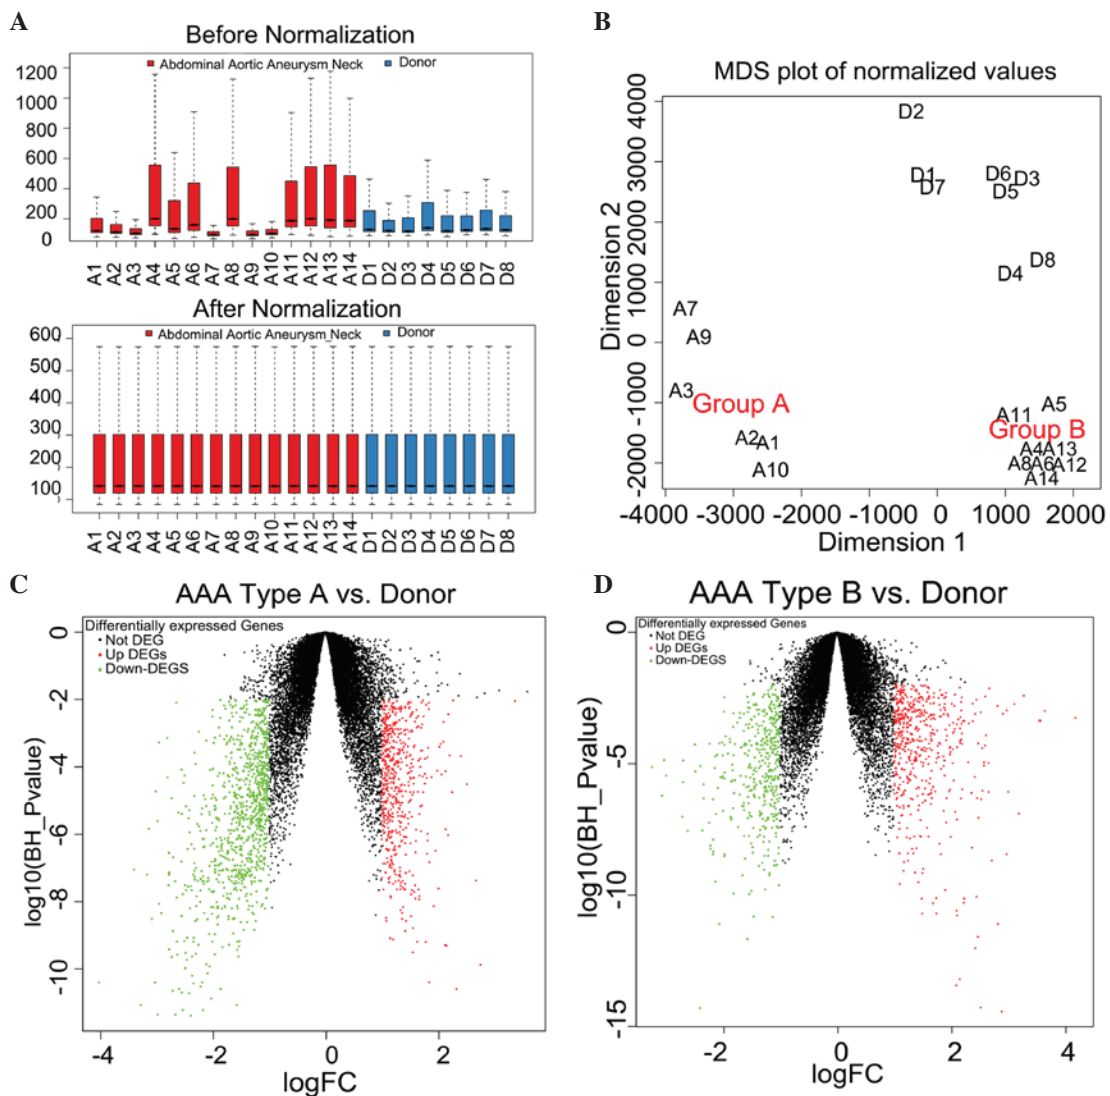 A
Before Normalization
Abdominal Aortic Aneurysm_Neck Donor
1200
1000
800
600
400
200
0
A1 A2 A3 A4 A5 A6 A7 A8 A9 A10 A11 A12 A13 A14 D1 D2 D3 D4 D5 D6 D7 D8
After Normalization
Abdominal Aortic Aneurysm_Neck Donor
600
500
400
300
200
100
A1 A2 A3 A4 A5 A6 A7 A8 A9 A10 A11 A12 A13 A14 D1 D2 D3 D4 D5 D6 D7 D8
B
MDS plot of normalized values
Dimension 2
4000
3000
2000
1000
0
-1000
-2000
D2
D1 D6 D3
D7 D5
D8
D4
A7
A9
A3
Group A
A5
A11
Group B
A2 A1
A4 A13
A10 A8 A6 A12
A14
-4000 -3000 -2000 -1000 0 1000 2000
Dimension 1
C
AAA Type A vs. Donor
Differentially expressed Genes
Not DEG
Up DEGs
Down-DEGS
log10(BH_Pvalue)
0
-2
-4
-6
-8
-10
-4 -2 0 2 4
logFC
D
AAA Type B vs. Donor
Differentially expressed Genes
Not DEG
Up DEGs
Down-DEGS
log10(BH_Pvalue)
0
-5
-10
-15
-2 0 2 4
logFC